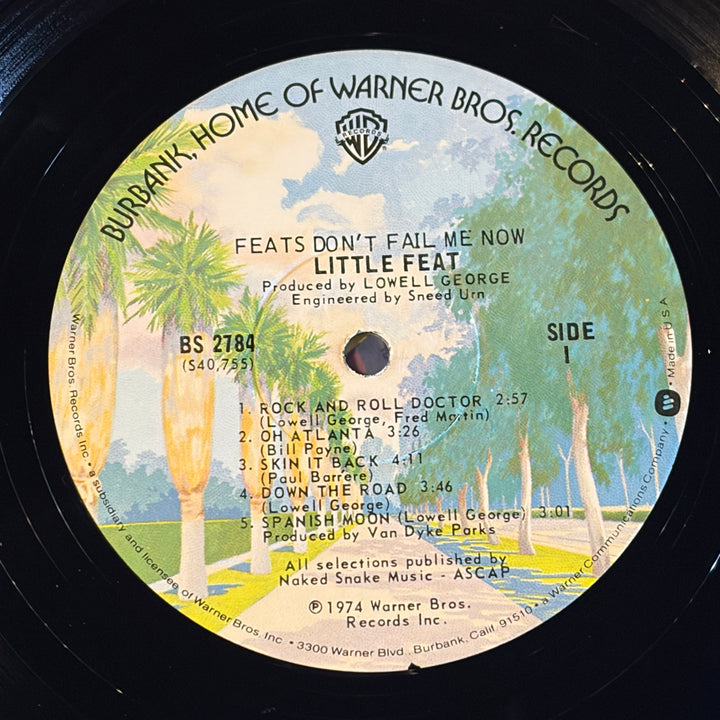 BURBANK, HOME OF WARNER BROS. RECORDS
W B
RECORDS
FEATS DON'T FAIL ME NOW
LITTLE FEAT
Produced by LOWELL GEORGE
Engineered by Sneed Urn
BS 2784
(S40,755)
SIDE
1
1. ROCK AND ROLL DOCTOR 2:57
(Lowell George, Fred Martin)
2. OH ATLANTA 3:26
(Bill Payne)
3. SKIN IT BACK 4:11
(Paul Barrere)
4. DOWN THE ROAD 3:46
(Lowell George)
5. SPANISH MOON (Lowell George) 3:01
Produced by Van Dyke Parks
All selections published by
Naked Snake Music - ASCAP
℗ 1974 Warner Bros.
Records Inc.
Warner Bros. Records Inc. • a subsidiary and licensee of Warner Bros. Inc. • 3300 Warner Blvd., Burbank, Calif. 91510 • a Warner Communications Company • Made in U.S.A.